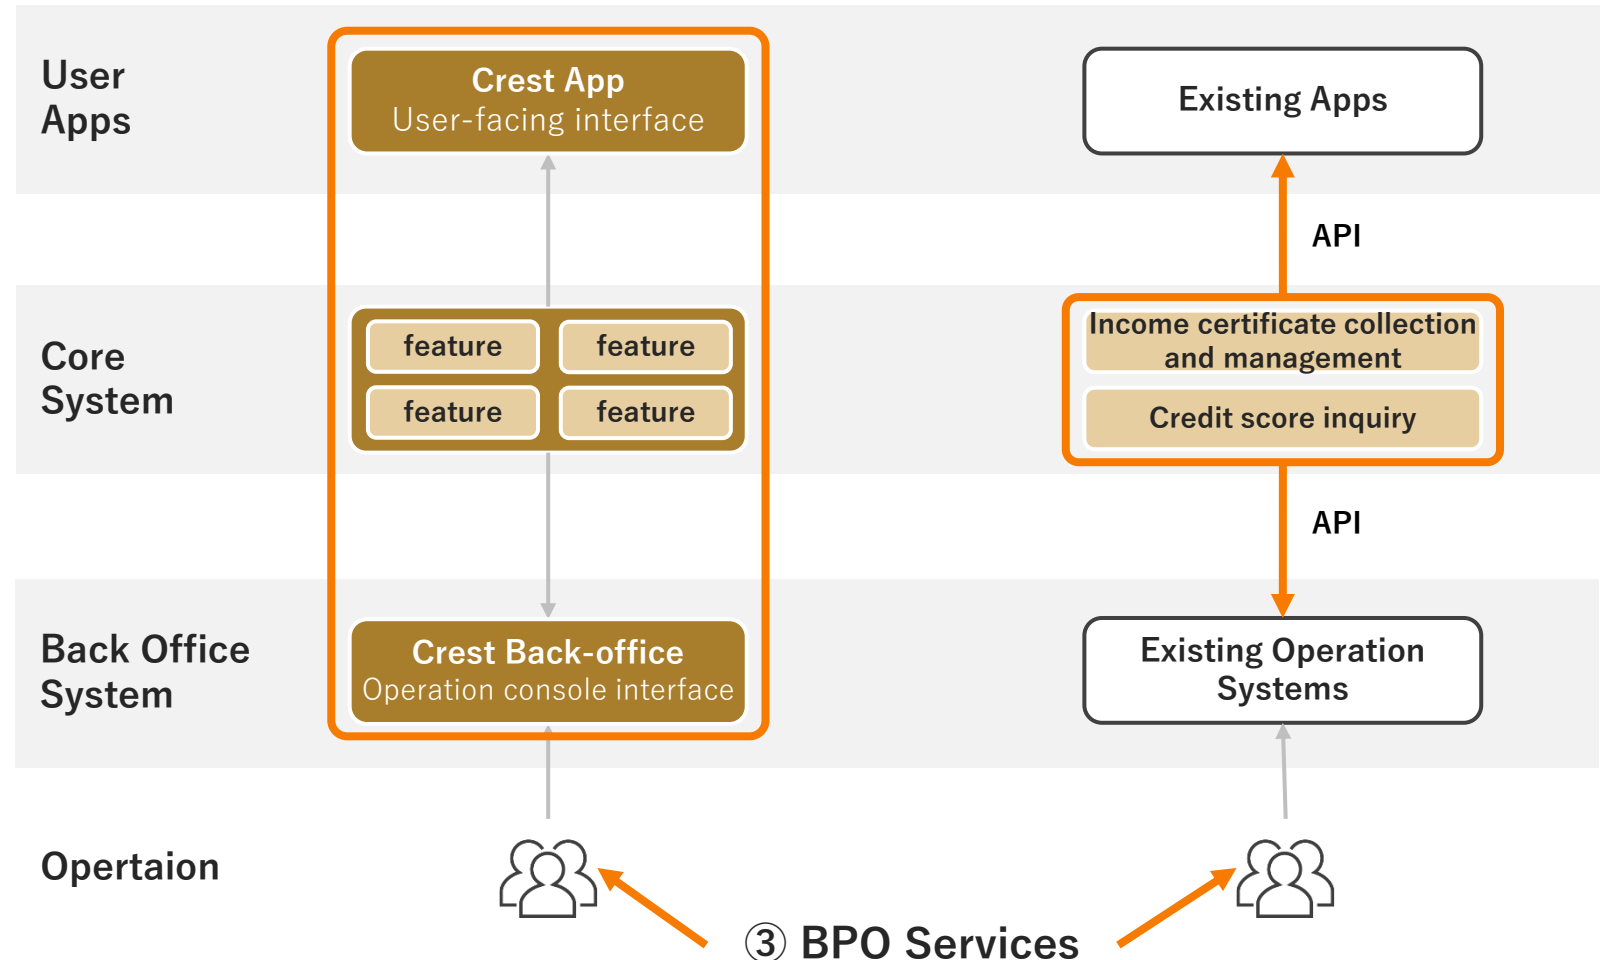 User
Apps
Crest App
User-facing interface
Existing Apps
API
Core
System
feature
feature
feature
feature
Income certificate collection
and management
Credit score inquiry
API
Back Office
System
Crest Back-office
Operation console interface
Existing Operation
Systems
Opertaion
③ BPO Services